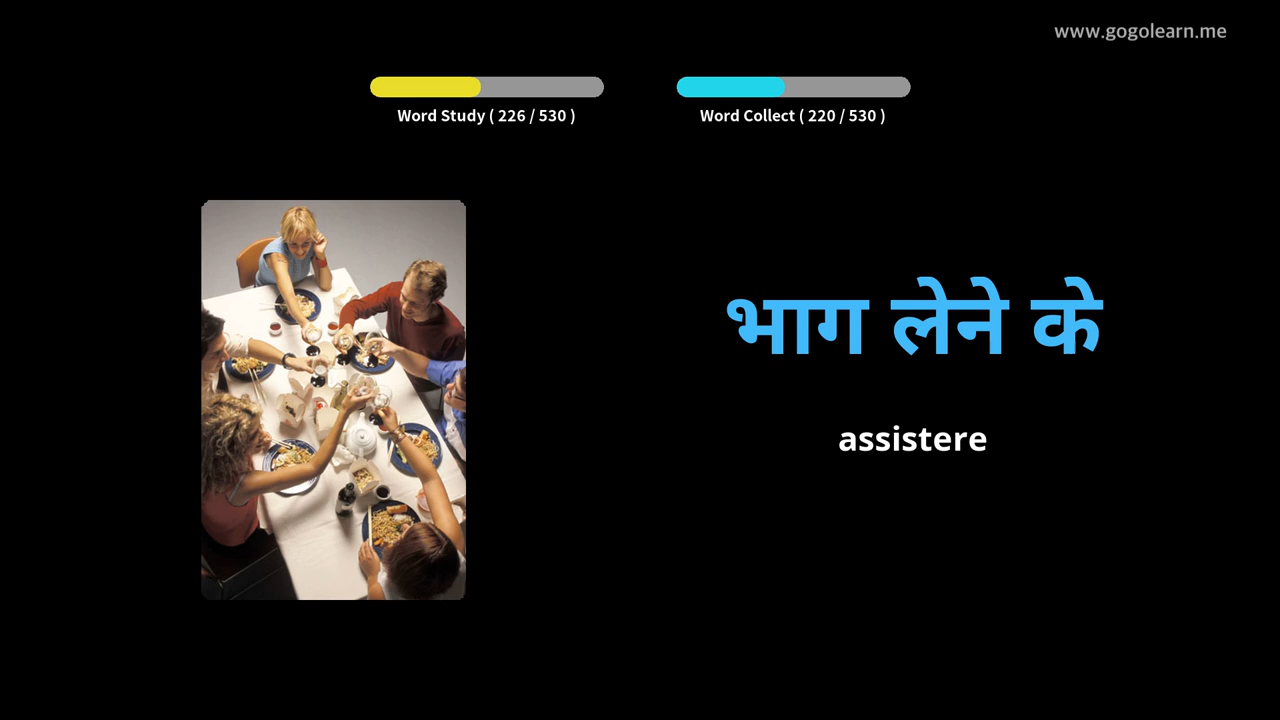 www.gogolearn.me
Word Study ( 226 / 530 )
Word Collect ( 220 / 530 )
भाग लेने के
assistere